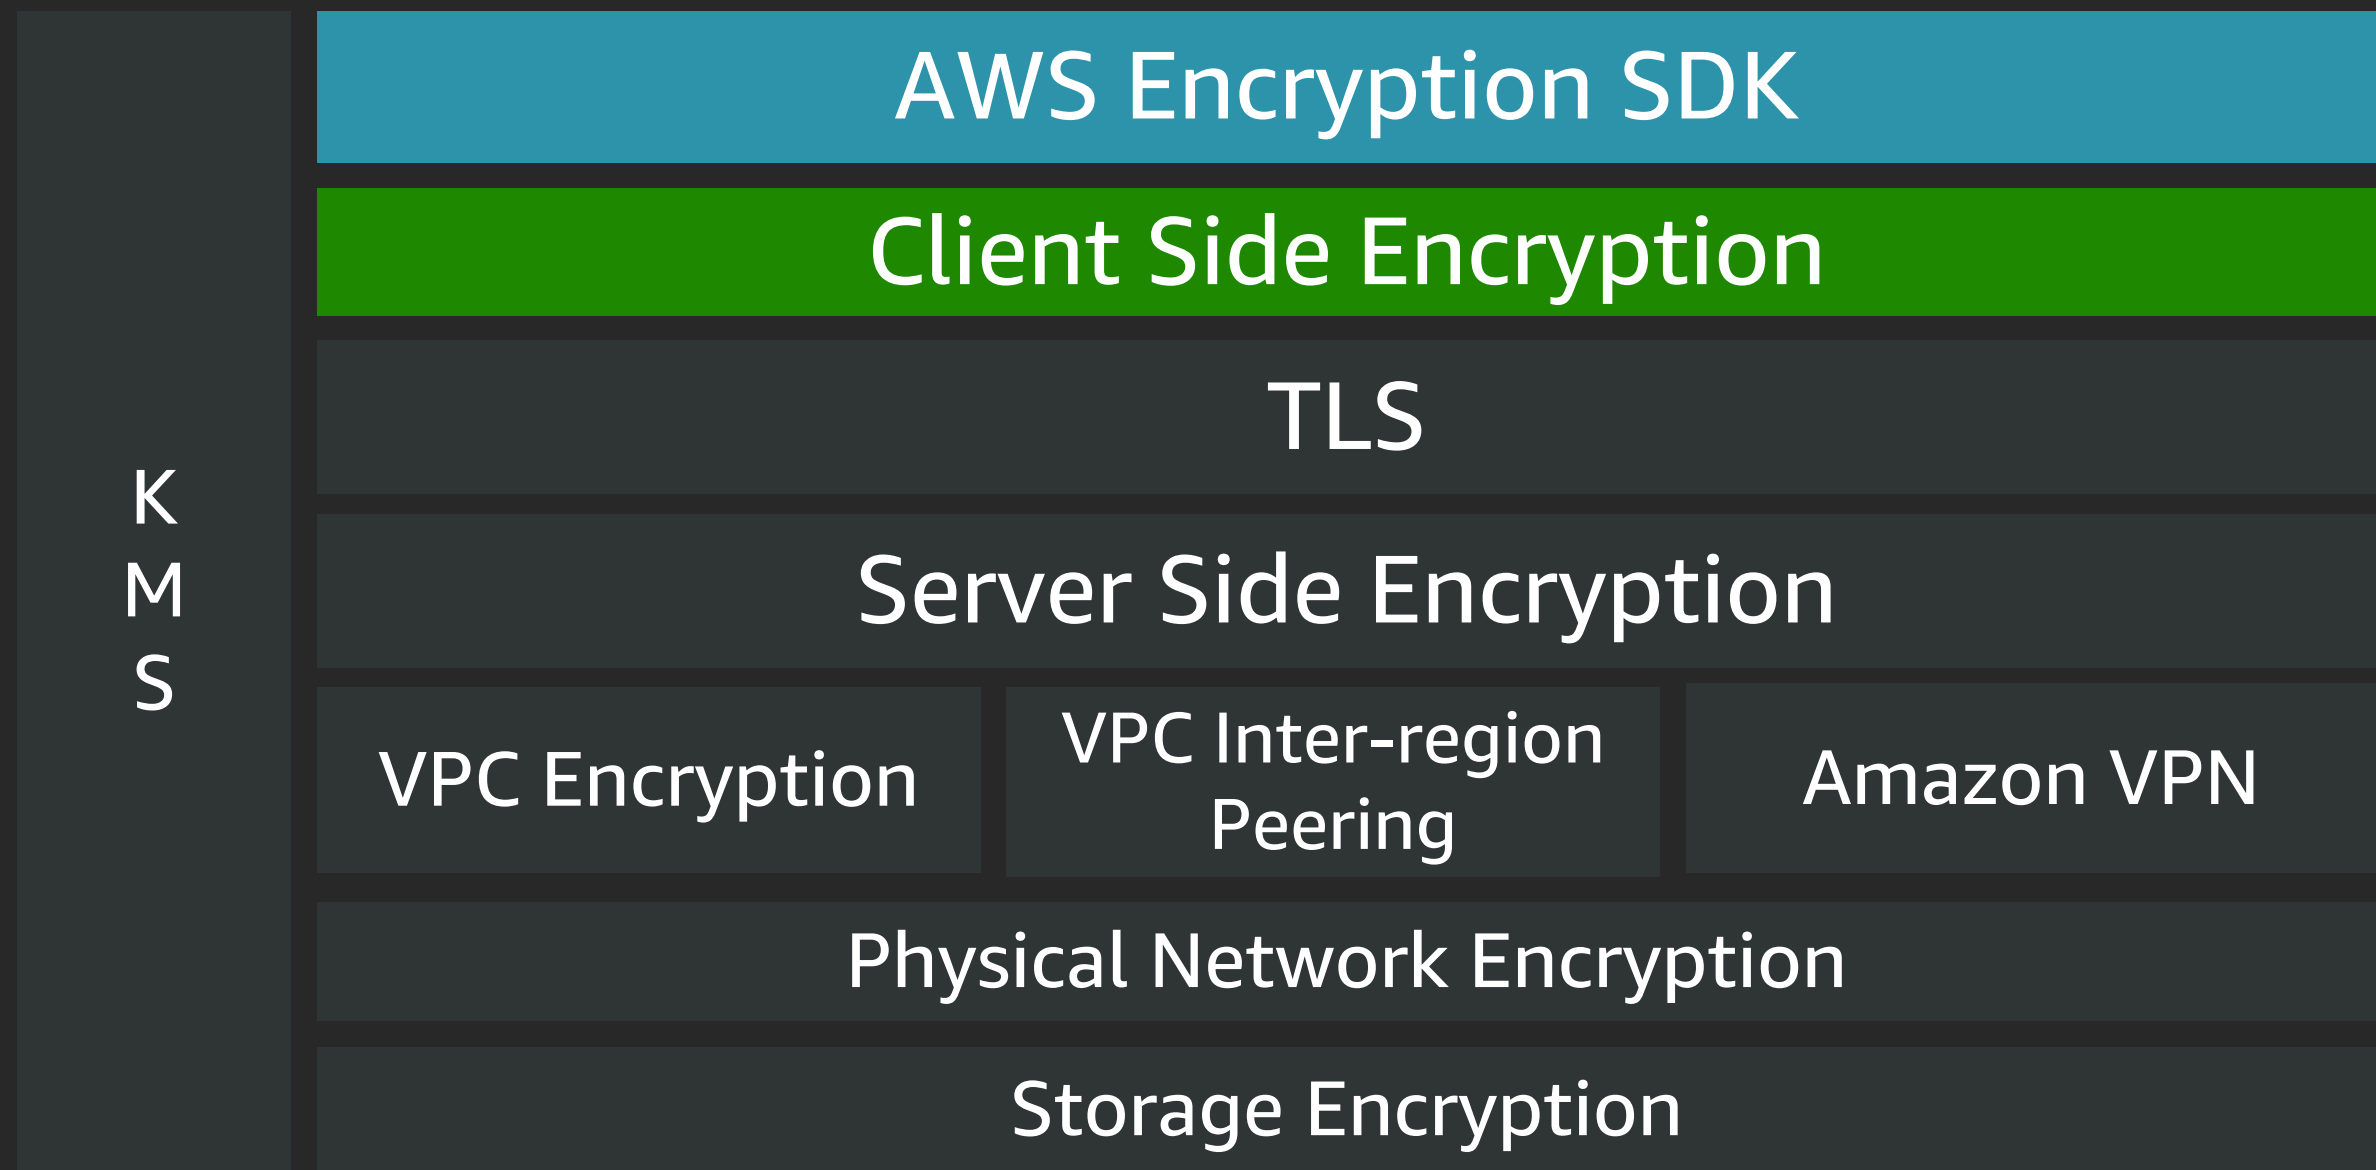 K
M
S
AWS Encryption SDK
Client Side Encryption
TLS
Server Side Encryption
VPC Encryption
VPC Inter-region
Peering
Amazon VPN
Physical Network Encryption
Storage Encryption